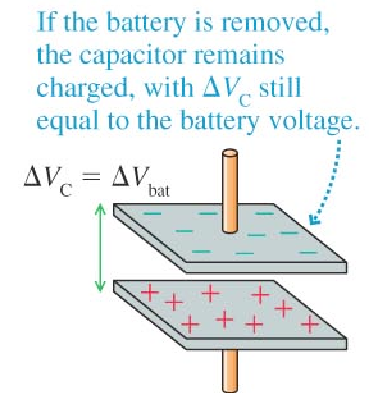 If the battery is removed,
the capacitor remains
charged, with ΔV_C still
equal to the battery voltage.
ΔV_C = ΔV_bat